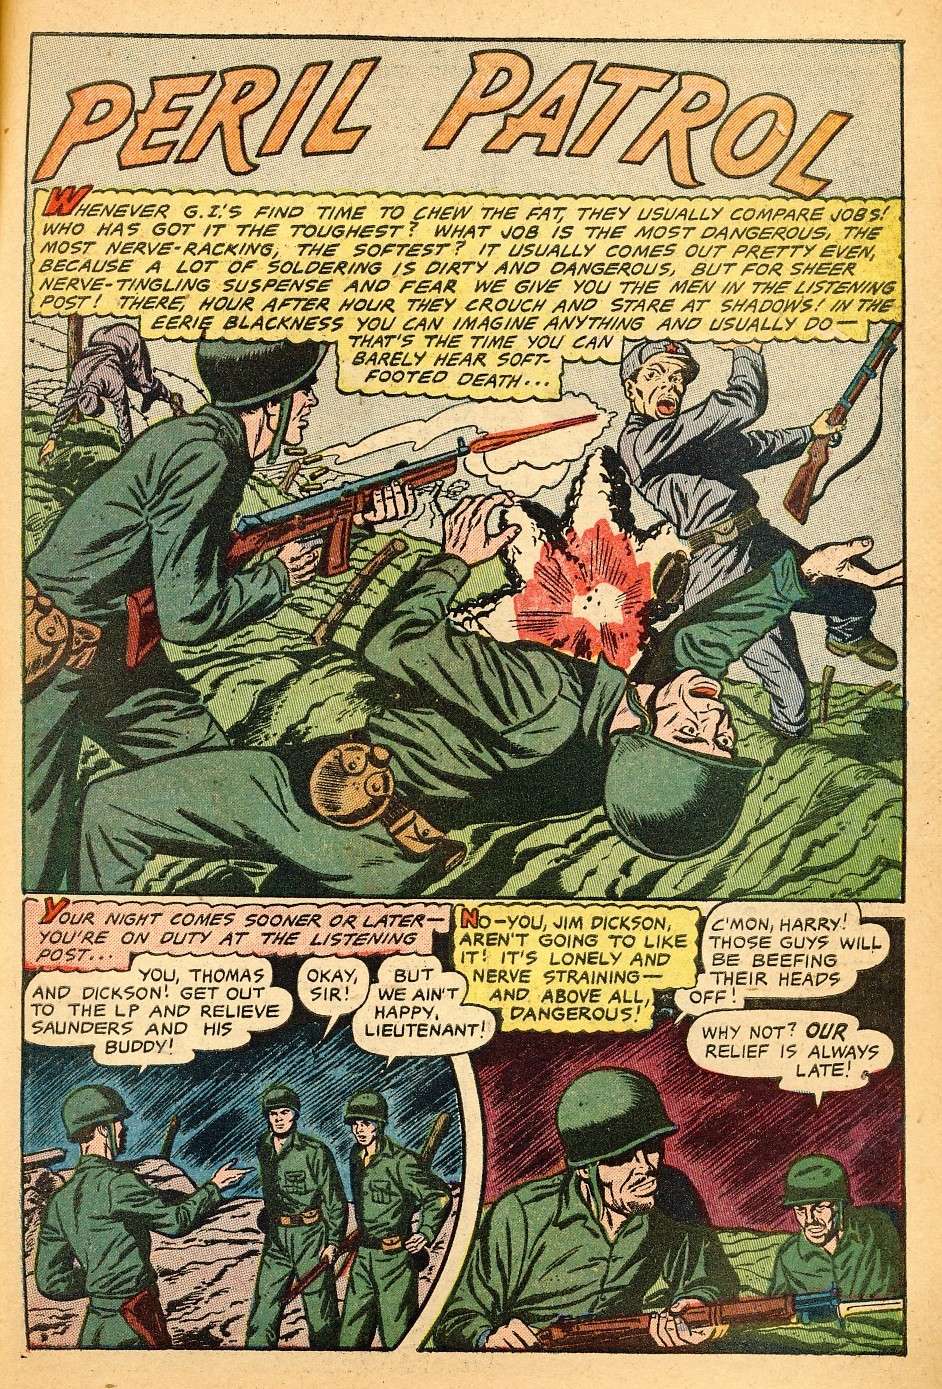 PERIL PATROL
WHENEVER G.I.'S FIND TIME TO CHEW THE FAT, THEY USUALLY COMPARE JOBS!
WHO HAS GOT IT THE TOUGHEST? WHAT JOB IS THE MOST DANGEROUS, THE
MOST NERVE-RACKING, THE SOFTEST? IT USUALLY COMES OUT PRETTY EVEN,
BECAUSE A LOT OF SOLDERING IS DIRTY AND DANGEROUS, BUT FOR SHEER
NERVE-TINGLING SUSPENSE AND FEAR WE GIVE YOU THE MEN IN THE LISTENING
POST! THERE, HOUR AFTER HOUR THEY CROUCH AND STARE AT SHADOWS! IN THE
EERIE BLACKNESS YOU CAN IMAGINE ANYTHING AND USUALLY DO—
THAT'S THE TIME YOU CAN
BARELY HEAR SOFT-
FOOTED DEATH...
YOUR NIGHT COMES SOONER OR LATER—
YOU'RE ON DUTY AT THE LISTENING
POST...
YOU, THOMAS
AND DICKSON! GET OUT
TO THE LP AND RELIEVE
SAUNDERS AND HIS
BUDDY!
OKAY,
SIR!
BUT
WE AIN'T
HAPPY,
LIEUTENANT!
NO—YOU, JIM DICKSON,
AREN'T GOING TO LIKE
IT! IT'S LONELY AND
NERVE STRAINING—
AND ABOVE ALL,
DANGEROUS!
C'MON, HARRY!
THOSE GUYS WILL
BE BEEFING
THEIR HEADS
OFF!
WHY NOT? OUR
RELIEF IS ALWAYS
LATE!